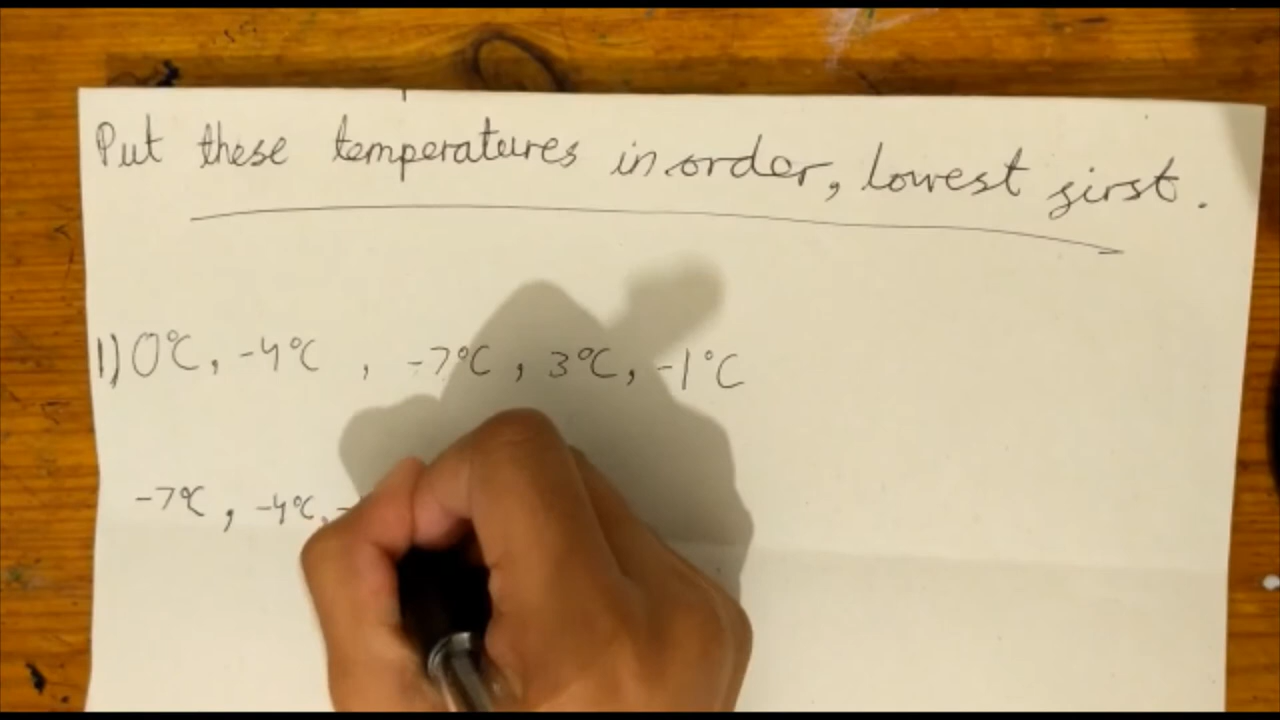 Put these temperatures in order, lowest first.
1) 0°C, -4°C, -7°C, 3°C, -1°C
-7°C, -4°C, -